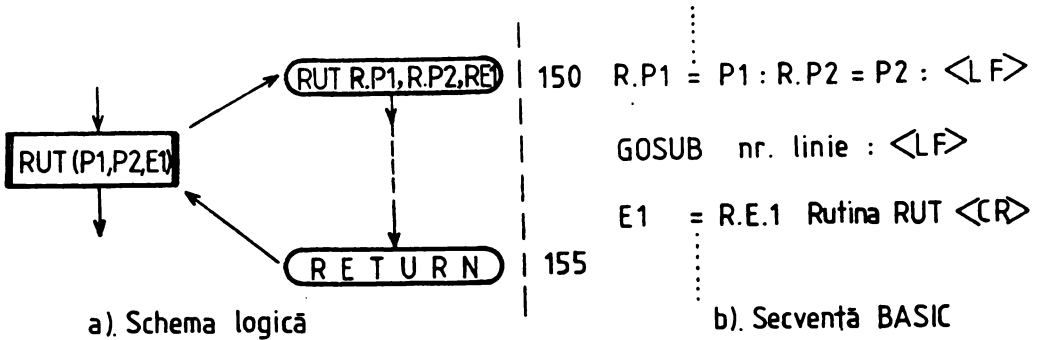 RUT R.P1,R.P2,RE1
RUT(P1,P2,E1)
R E T U R N
a). Schema logică
150 R.P1 = P1 : R.P2 = P2 : <LF>
GOSUB nr. linie : <LF>
E1 = R.E.1 Rutina RUT <CR>
155
b). Secventă BASIC